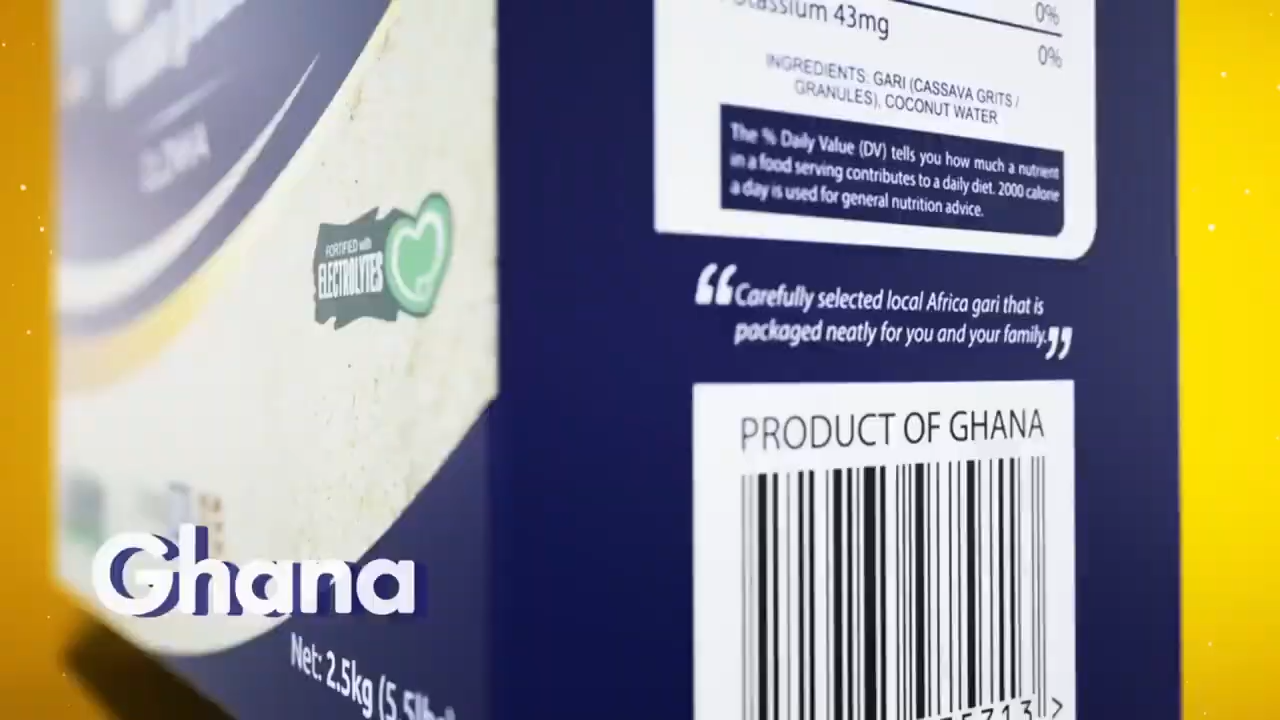 Potassium 43mg
0%
0%
INGREDIENTS: GARI (CASSAVA GRITS /
GRANULES), COCONUT WATER
The % Daily Value (DV) tells you how much a nutrient
in a food serving contributes to a daily diet. 2000 calorie
a day is used for general nutrition advice.
FORTIFIED with
ELECTROLYTES
“Carefully selected local Africa gari that is
packaged neatly for you and your family.”
PRODUCT OF GHANA
Ghana
Net: 2.5kg (5.5lbs)